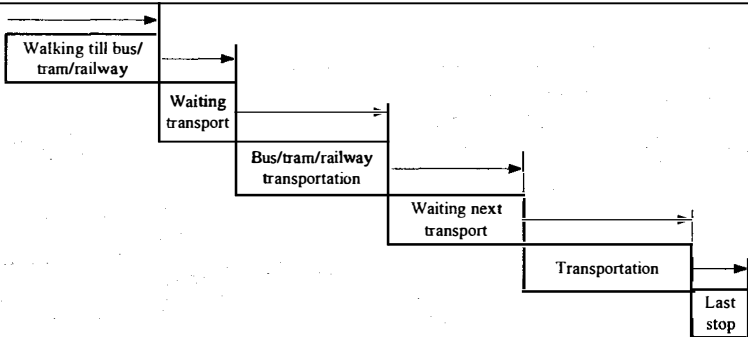 Walking till bus/
tram/railway
Waiting
transport
Bus/tram/railway
transportation
Waiting next
transport
Transportation
Last
stop